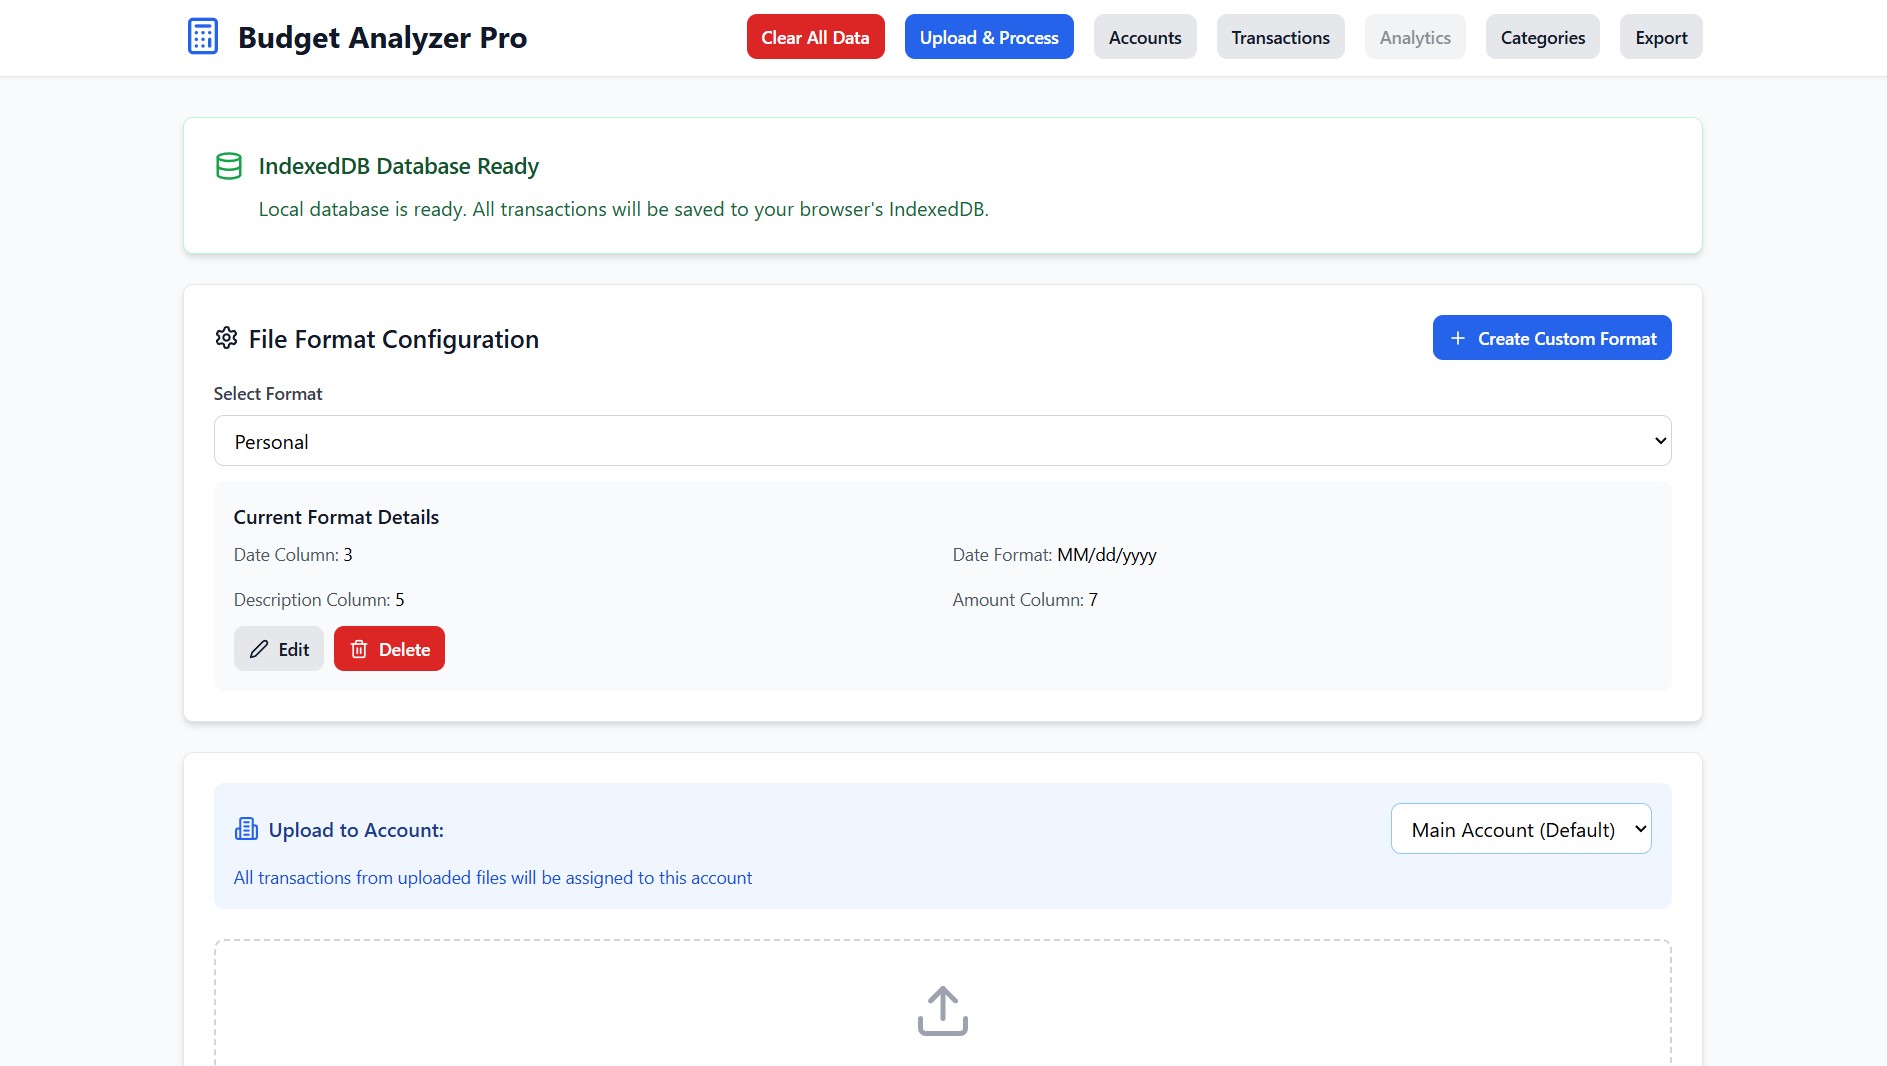 Budget Analyzer Pro
Clear All Data
Upload & Process
Accounts
Transactions
Analytics
Categories
Export
IndexedDB Database Ready
Local database is ready. All transactions will be saved to your browser's IndexedDB.
File Format Configuration
Create Custom Format
Select Format
Personal
Current Format Details
Date Column: 3
Date Format: MM/dd/yyyy
Description Column: 5
Amount Column: 7
Edit
Delete
Upload to Account:
Main Account (Default)
All transactions from uploaded files will be assigned to this account